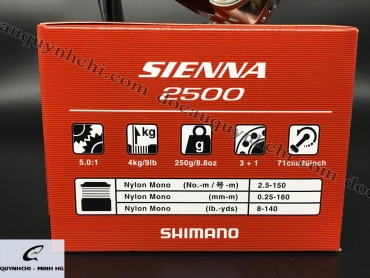 SIENNA
2500
kg
g
5.0:1 4kg/9lb 250g/8.8oz 3 + 1 71cm/28inch
Nylon Mono (No.-m / 号 -m) 2.5-150
Nylon Mono (mm-m) 0.25-160
Nylon Mono (lb.-yds) 8-140
SHIMANO
docauquynhchi.com
QUYNHCHI - MINH HG